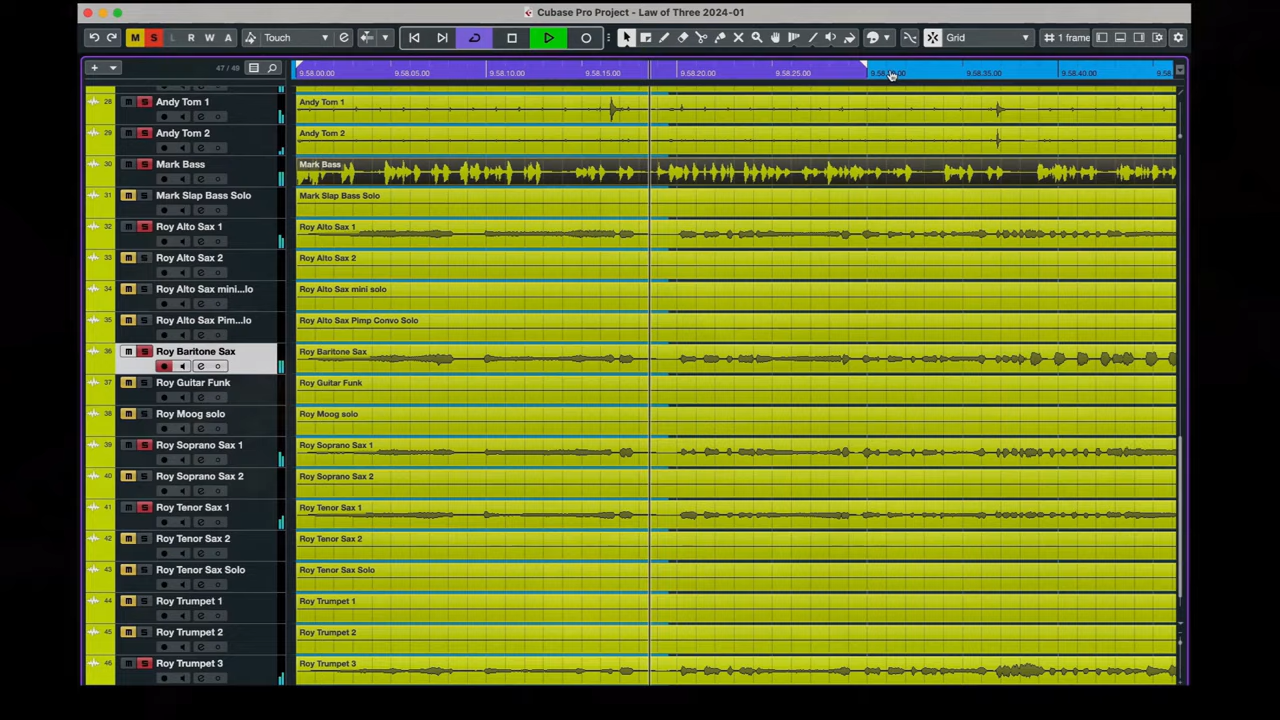 Cubase Pro Project - Law of Three 2024-01
M S L R W A Touch Grid 1 frame
47 / 49 9.58.00.00 9.58.05.00 9.58.10.00 9.58.15.00 9.58.20.00 9.58.25.00 9.58.35.00 9.58.40.00 9.58.
28 m S Andy Tom 1 Andy Tom 1
29 m S Andy Tom 2 Andy Tom 2
30 m S Mark Bass Mark Bass
31 m S Mark Slap Bass Solo Mark Slap Bass Solo
32 m S Roy Alto Sax 1 Roy Alto Sax 1
33 m S Roy Alto Sax 2 Roy Alto Sax 2
34 m S Roy Alto Sax mini...lo Roy Alto Sax mini solo
35 m S Roy Alto Sax Pim...lo Roy Alto Sax Pimp Convo Solo
36 m S Roy Baritone Sax Roy Baritone Sax
37 m S Roy Guitar Funk Roy Guitar Funk
38 m S Roy Moog solo Roy Moog solo
39 m S Roy Soprano Sax 1 Roy Soprano Sax 1
40 m S Roy Soprano Sax 2 Roy Soprano Sax 2
41 m S Roy Tenor Sax 1 Roy Tenor Sax 1
42 m S Roy Tenor Sax 2 Roy Tenor Sax 2
43 m S Roy Tenor Sax Solo Roy Tenor Sax Solo
44 m S Roy Trumpet 1 Roy Trumpet 1
45 m S Roy Trumpet 2 Roy Trumpet 2
46 m S Roy Trumpet 3 Roy Trumpet 3